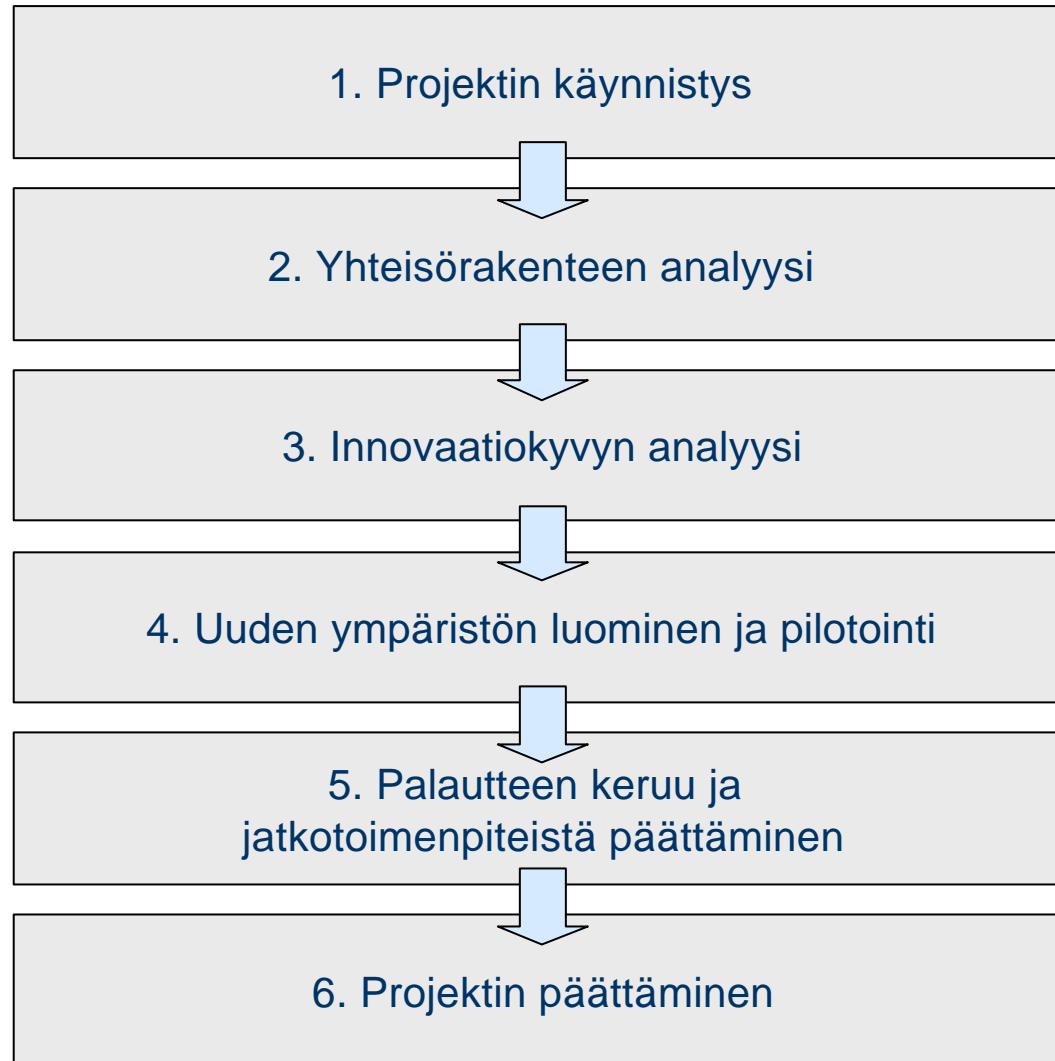 1. Projektin käynnistys
2. Yhteisörakenteen analyysi
3. Innovaatiokyvyn analyysi
4. Uuden ympäristön luominen ja pilotointi
5. Palautteen keruu ja
jatkotoimenpiteistä päättäminen
6. Projektin päättäminen